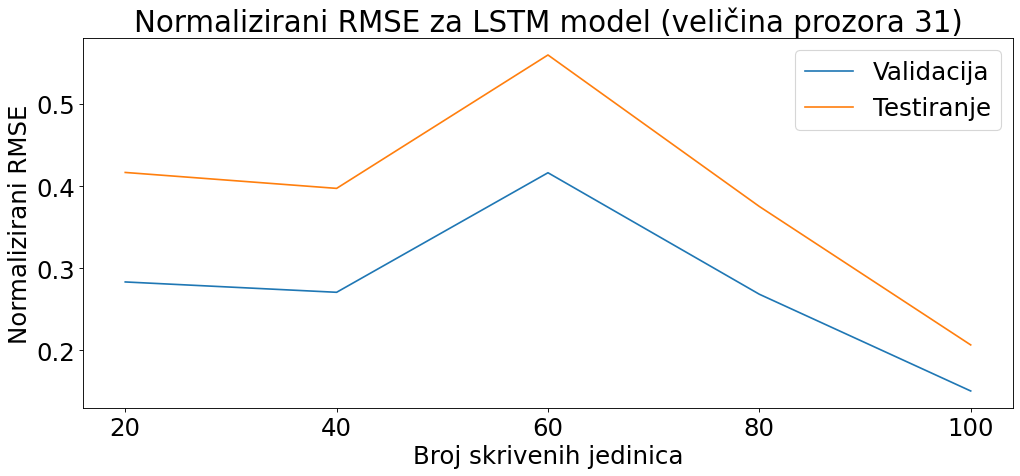 Normalizirani RMSE za LSTM model (veličina prozora 31)
Validacija
Testiranje
Normalizirani RMSE
0.5
0.4
0.3
0.2
20 40 60 80 100
Broj skrivenih jedinica